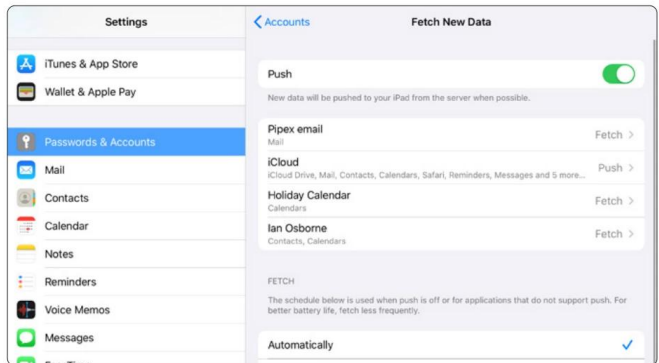 Settings
iTunes & App Store
Wallet & Apple Pay
Passwords & Accounts
Mail
Contacts
Calendar
Notes
Reminders
Voice Memos
Messages
Accounts
Fetch New Data
Push
New data will be pushed to your iPad from the server when possible.
Pipex email
Mail
Fetch
iCloud
iCloud Drive, Mail, Contacts, Calendars, Safari, Reminders, Messages and 5 more...
Push
Holiday Calendar
Calendars
Fetch
Ian Osborne
Contacts, Calendars
Fetch
FETCH
The schedule below is used when push is off or for applications that do not support push. For
better battery life, fetch less frequently.
Automatically